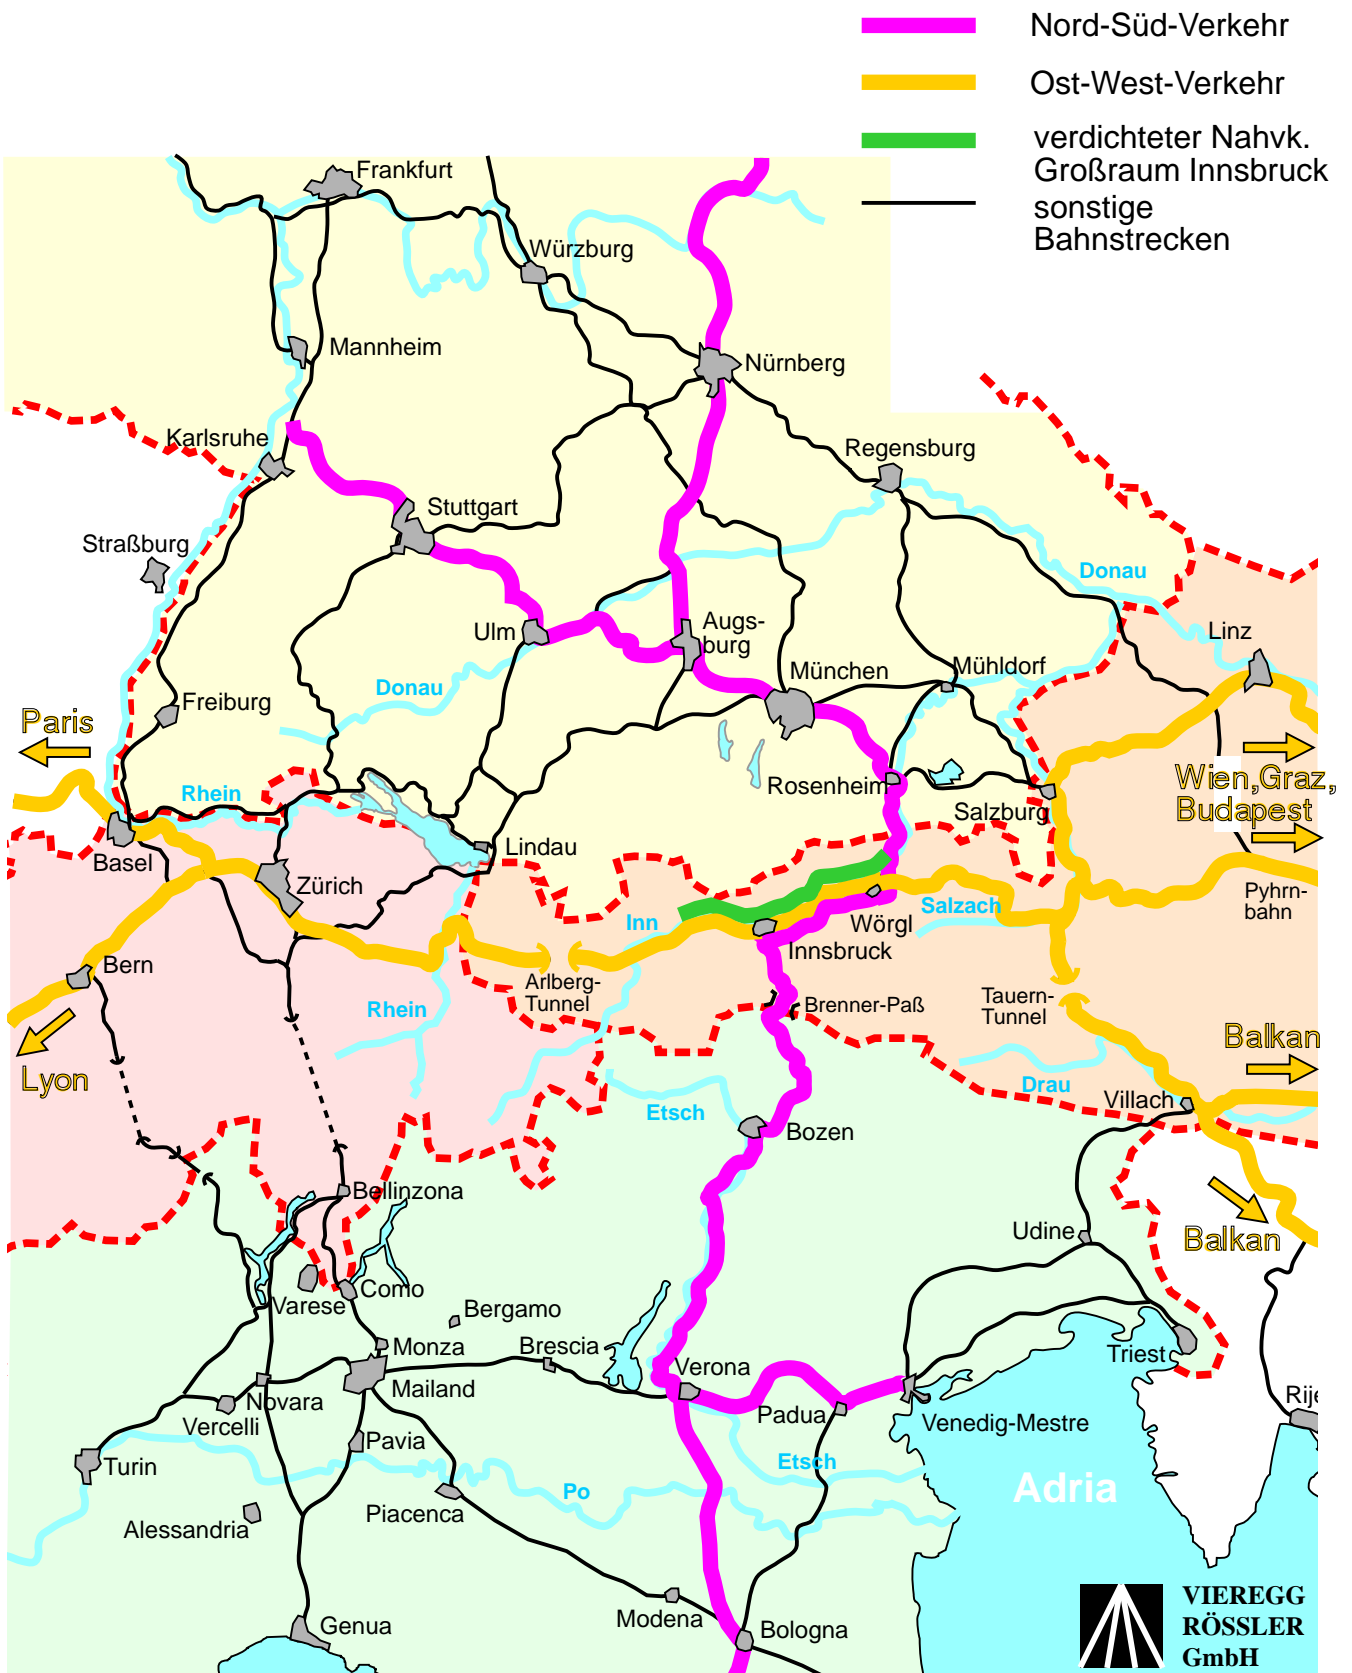 Nord-Süd-Verkehr
Ost-West-Verkehr
verdichteter Nahvk.
Großraum Innsbruck
sonstige
Bahnstrecken
Frankfurt
Würzburg
Mannheim
Nürnberg
Karlsruhe
Regensburg
Stuttgart
Straßburg
Donau
Ulm
Augs-
burg
Linz
München
Mühldorf
Donau
Freiburg
Paris
Rosenheim
Wien,Graz,
Budapest
Rhein
Salzburg
Basel
Lindau
Zürich
Pyhrn-
bahn
Inn
Salzach
Wörgl
Innsbruck
Bern
Arlberg-
Tunnel
Rhein
Brenner-Paß
Tauern-
Tunnel
Balkan
Lyon
Drau
Villach
Etsch
Bozen
Bellinzona
Udine
Balkan
Como
Varese
Bergamo
Monza
Brescia
Triest
Verona
Mailand
Novara
Rije
Vercelli
Padua
Venedig-Mestre
Pavia
Turin
Etsch
Adria
Po
Piacenca
Alessandria
Modena
Genua
Bologna
VIEREGG
RÖSSLER
GmbH